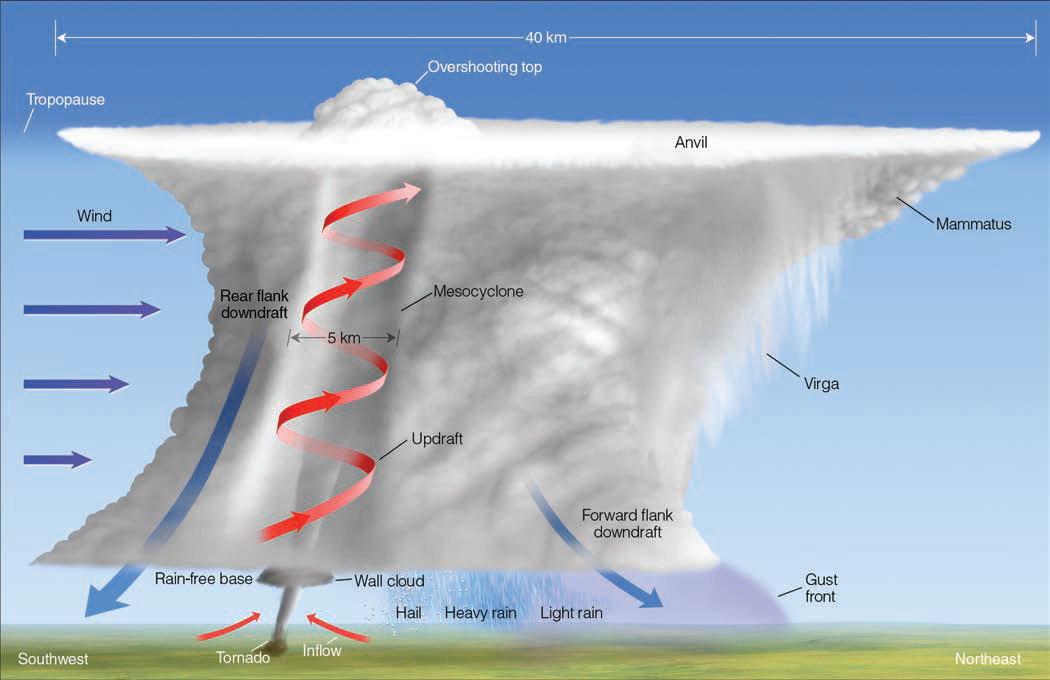 40 km
Overshooting top
Tropopause
Anvil
Wind
Mammatus
Rear flank
downdraft
Mesocyclone
5 km
Virga
Updraft
Forward flank
downdraft
Rain-free base
Wall cloud
Gust
front
Hail
Heavy rain
Light rain
Tornado
Inflow
Southwest
Northeast